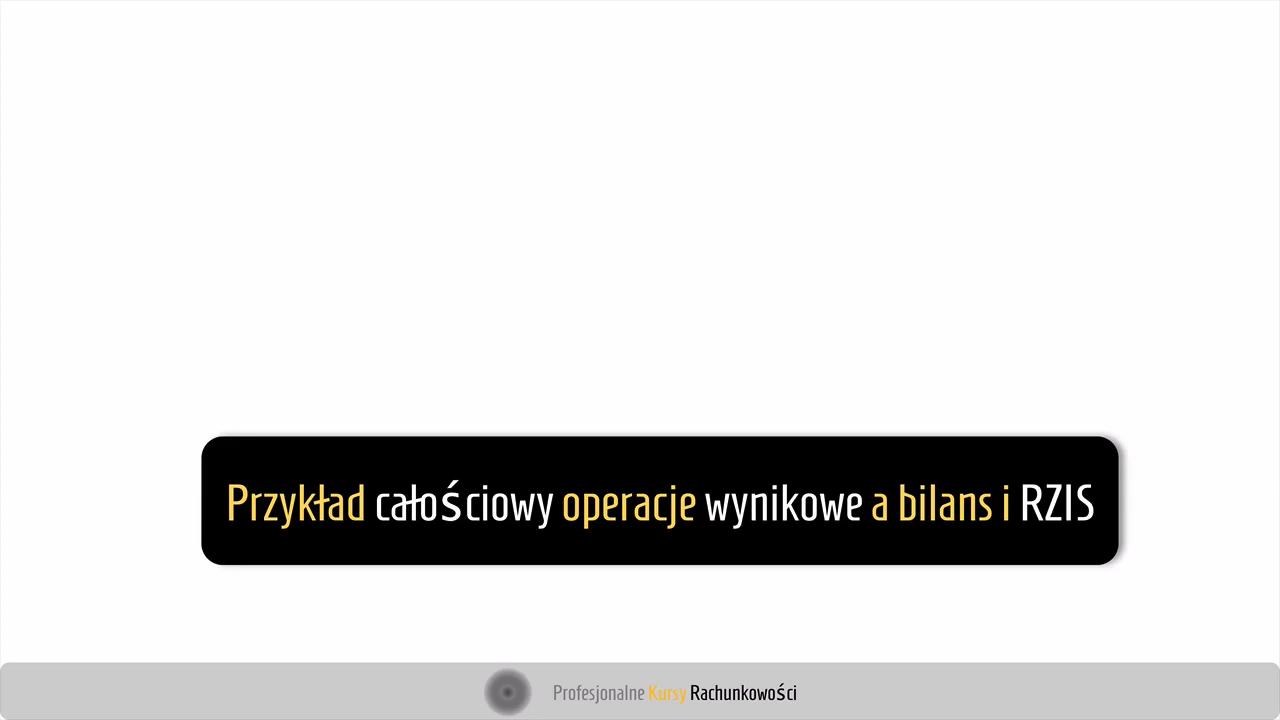 Przykład całościowy operacje wynikowe a bilans i RZIS
Profesjonalne Kursy Rachunkowości